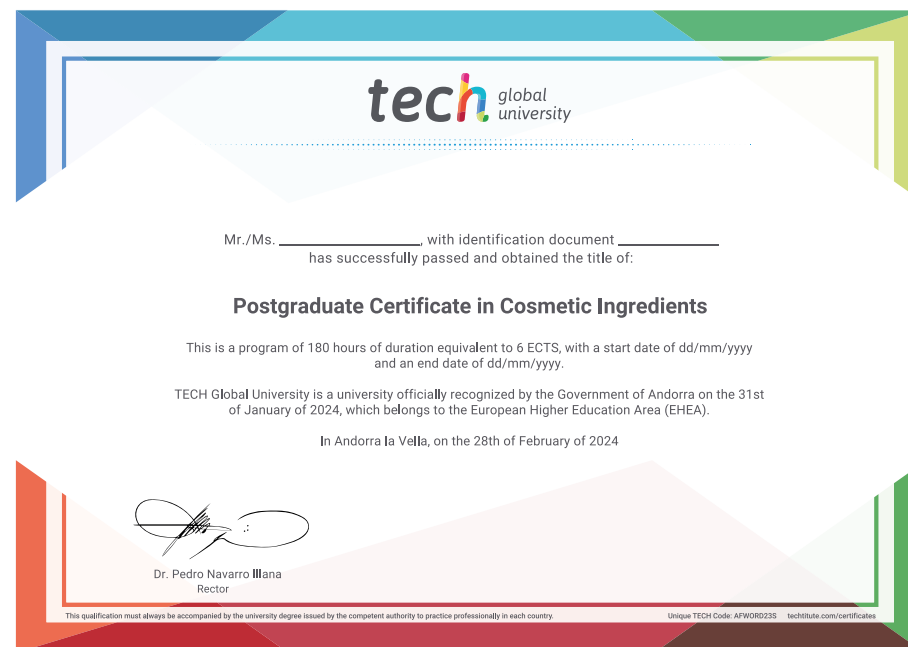 tech global university
Mr./Ms. ____________________, with identification document ______________
has successfully passed and obtained the title of:
Postgraduate Certificate in Cosmetic Ingredients
This is a program of 180 hours of duration equivalent to 6 ECTS, with a start date of dd/mm/yyyy
and an end date of dd/mm/yyyy.
TECH Global University is a university officially recognized by the Government of Andorra on the 31st
of January of 2024, which belongs to the European Higher Education Area (EHEA).
In Andorra la Vella, on the 28th of February of 2024
Dr. Pedro Navarro Illana
Rector
This qualification must always be accompanied by the university degree issued by the competent authority to practice professionally in each country.
Unique TECH Code: AFWORD23S techtitute.com/certificates